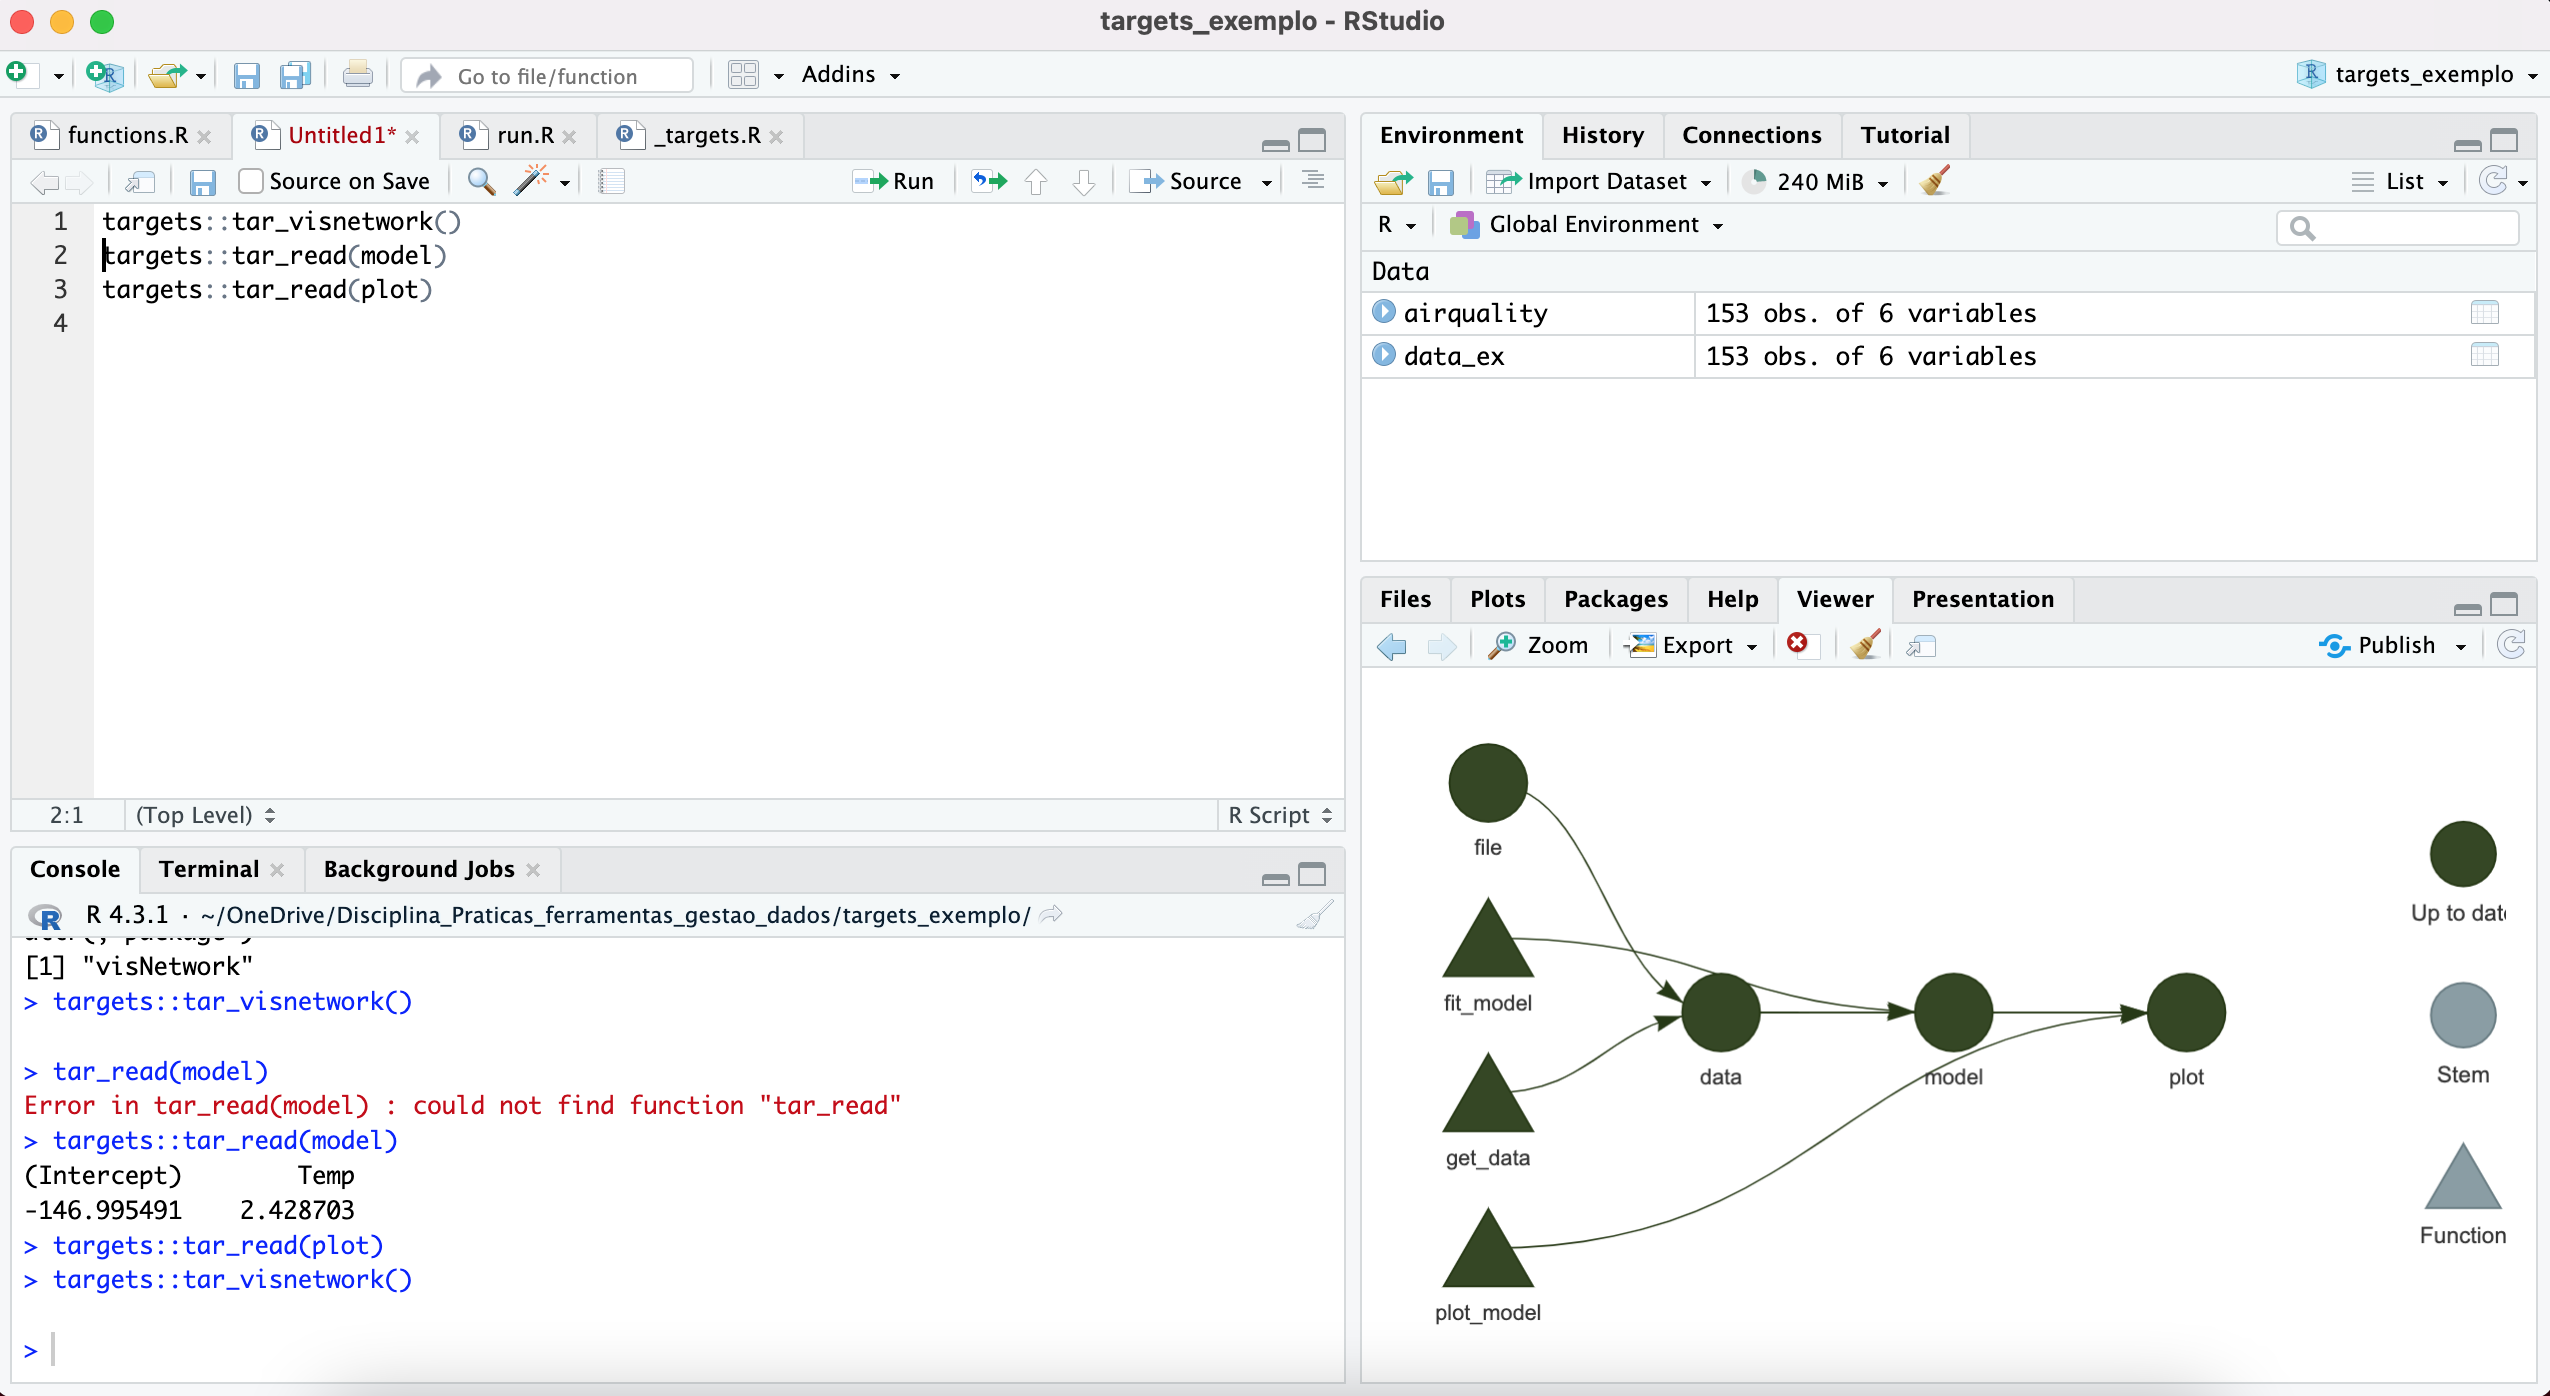 targets_exemplo - RStudio
Go to file/function
Addins
targets_exemplo
functions.R
Untitled1*
run.R
_targets.R
Source on Save
Run
Source
1 targets::tar_visnetwork()
2 targets::tar_read(model)
3 targets::tar_read(plot)
4
2:1
(Top Level)
R Script
Console
Terminal
Background Jobs
R 4.3.1 · ~/OneDrive/Disciplina_Praticas_ferramentas_gestao_dados/targets_exemplo/
[1] "visNetwork"
> targets::tar_visnetwork()
> tar_read(model)
Error in tar_read(model) : could not find function "tar_read"
> targets::tar_read(model)
(Intercept) Temp
-146.995491 2.428703
> targets::tar_read(plot)
> targets::tar_visnetwork()
>
Environment
History
Connections
Tutorial
Import Dataset
240 MiB
List
R
Global Environment
Data
airquality 153 obs. of 6 variables
data_ex 153 obs. of 6 variables
Files
Plots
Packages
Help
Viewer
Presentation
Zoom
Export
Publish
file
fit_model
get_data
plot_model
data
model
plot
Up to dat
Stem
Function